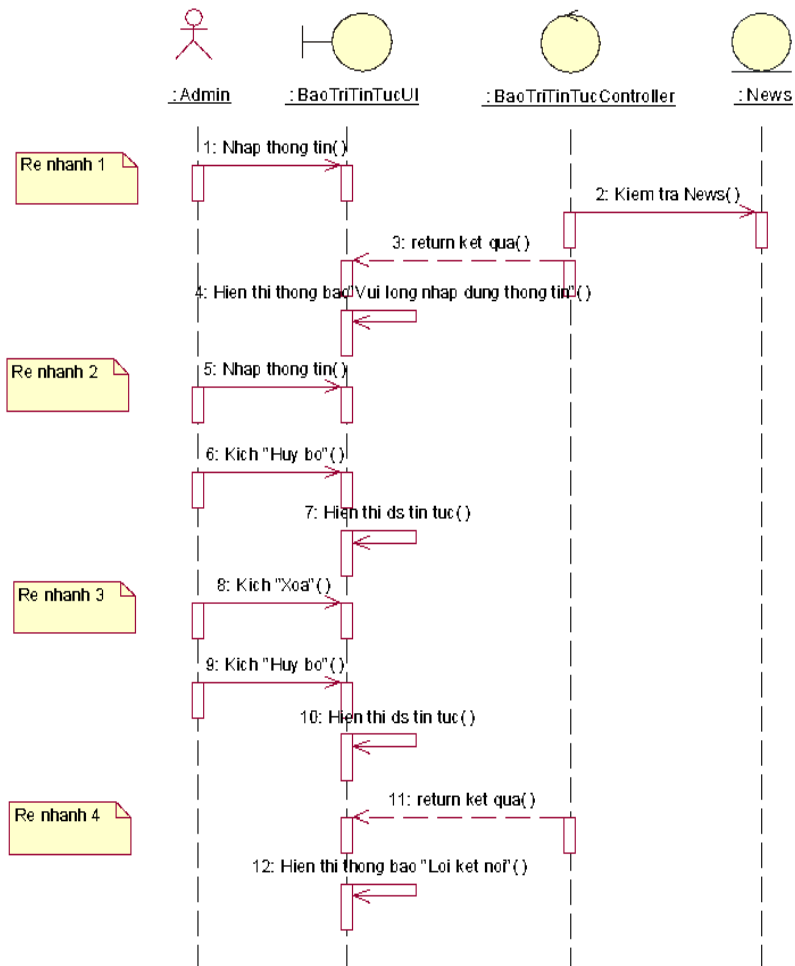 : Admin
: BaoTriTinTucUI
: BaoTriTinTucController
: News
Re nhanh 1
1: Nhap thong tin()
2: Kiem tra News()
3: return ket qua()
4: Hien thi thong bao"Vui long nhap dung thong tin"()
Re nhanh 2
5: Nhap thong tin()
6: Kich "Huy bo"()
7: Hien thi ds tin tuc()
Re nhanh 3
8: Kich "Xoa"()
9: Kich "Huy bo"()
10: Hien thi ds tin tuc()
Re nhanh 4
11: return ket qua()
12: Hien thi thong bao "Loi ket noi"()